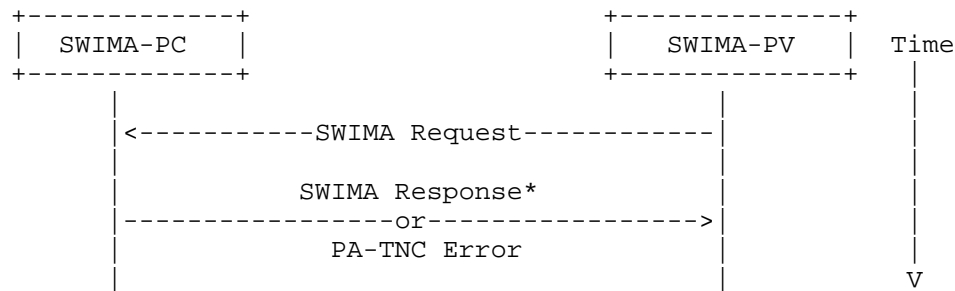 SWIMA-PC SWIMA-PV Time
SWIMA Request
SWIMA Response*
or
PA-TNC Error
V